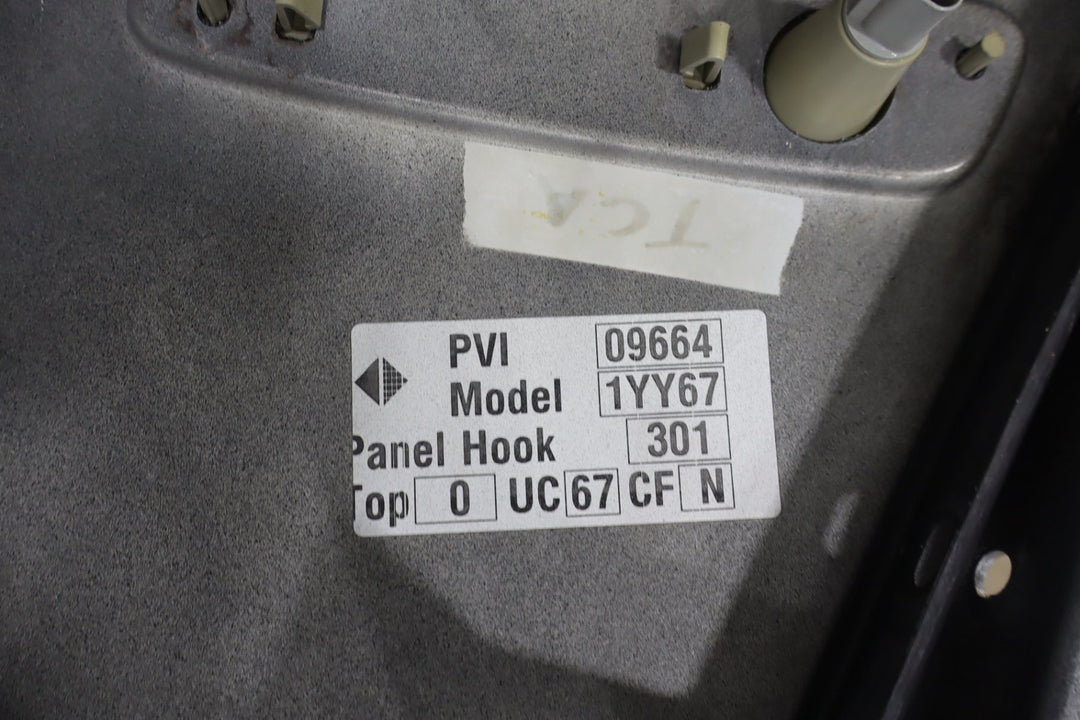 TCA
PVI 09664
Model 1YY67
Panel Hook 301
Top 0 UC 67 CF N